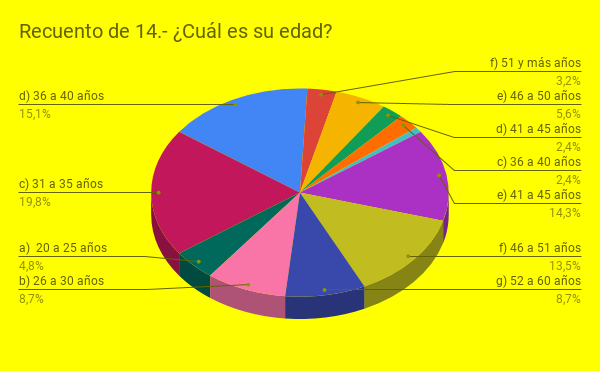 Recuento de 14.- ¿Cuál es su edad?
f) 51 y más años
3,2%
d) 36 a 40 años
15,1%
e) 46 a 50 años
5,6%
d) 41 a 45 años
2,4%
c) 36 a 40 años
2,4%
c) 31 a 35 años
19,8%
e) 41 a 45 años
14,3%
a)  20 a 25 años
4,8%
f) 46 a 51 años
13,5%
b) 26 a 30 años
8,7%
g) 52 a 60 años
8,7%